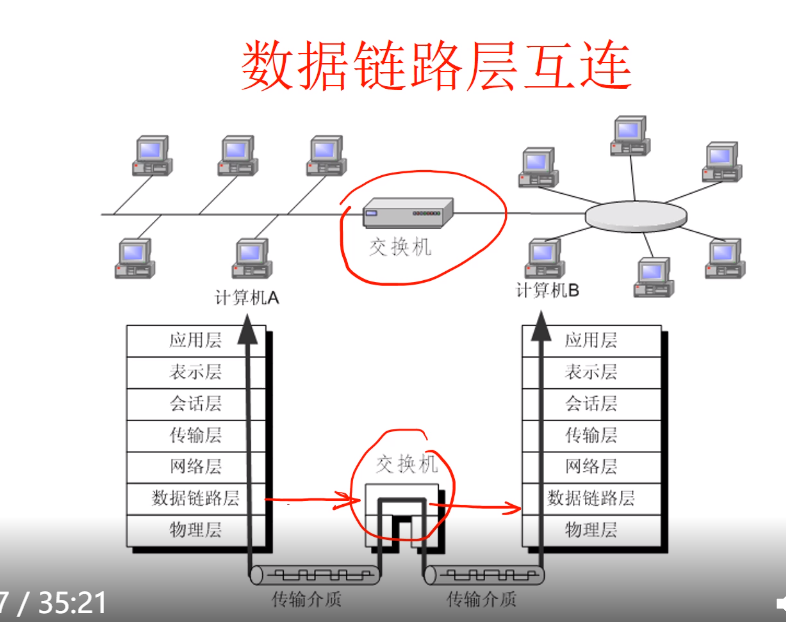 数据链路层互连
交换机
计算机A
计算机B
应用层
表示层
会话层
传输层
网络层
数据链路层
物理层
交换机
应用层
表示层
会话层
传输层
网络层
数据链路层
物理层
传输介质
传输介质
7 / 35:21